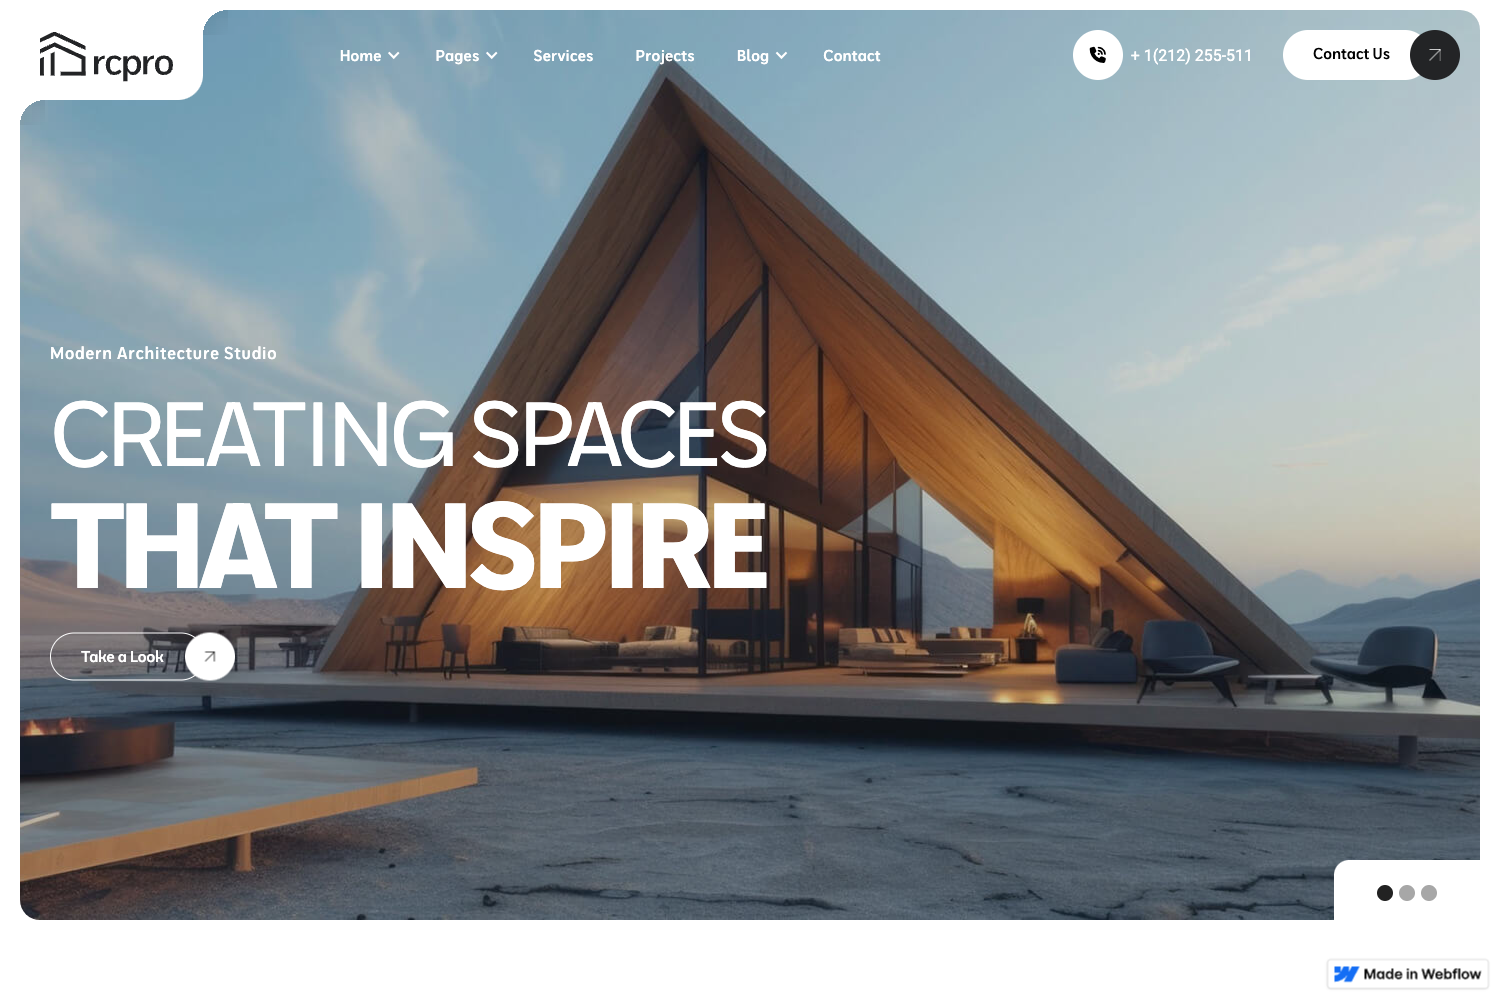 rcpro
Home
Pages
Services
Projects
Blog
Contact
+ 1(212) 255-511
Contact Us
Modern Architecture Studio
CREATING SPACES
THAT INSPIRE
Take a Look
Made in Webflow